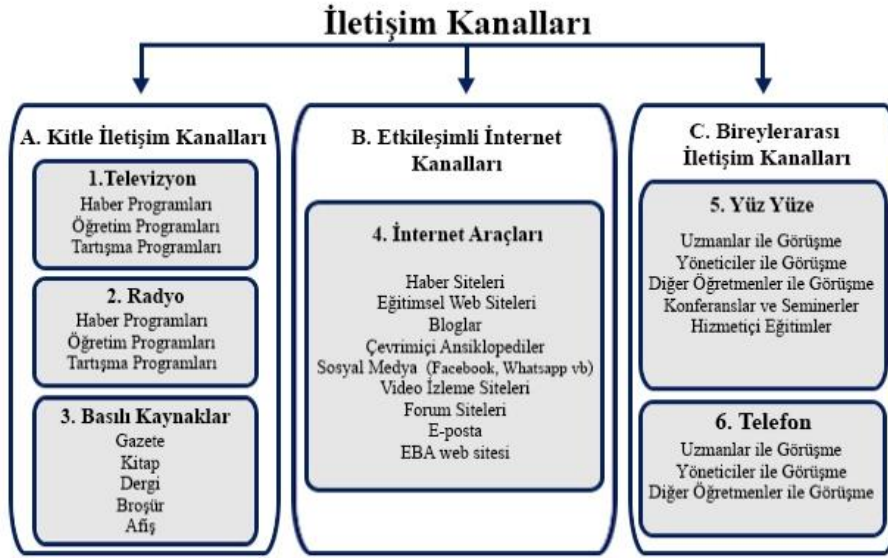 İletişim Kanalları
A. Kitle İletişim Kanalları
1.Televizyon
Haber Programları
Öğretim Programları
Tartışma Programları
2. Radyo
Haber Programları
Öğretim Programları
Tartışma Programları
3. Basılı Kaynaklar
Gazete
Kitap
Dergi
Broşür
Afiş
B. Etkileşimli İnternet
Kanalları
4. İnternet Araçları
Haber Siteleri
Eğitimsel Web Siteleri
Bloglar
Çevrimiçi Ansiklopediler
Sosyal Medya (Facebook, Whatsapp vb)
Video İzleme Siteleri
Forum Siteleri
E-posta
EBA web sitesi
C. Bireylerarası
İletişim Kanalları
5. Yüz Yüze
Uzmanlar ile Görüşme
Yöneticiler ile Görüşme
Diğer Öğretmenler ile Görüşme
Konferanslar ve Seminerler
Hizmetiçi Eğitimler
6. Telefon
Uzmanlar ile Görüşme
Yöneticiler ile Görüşme
Diğer Öğretmenler ile Görüşme